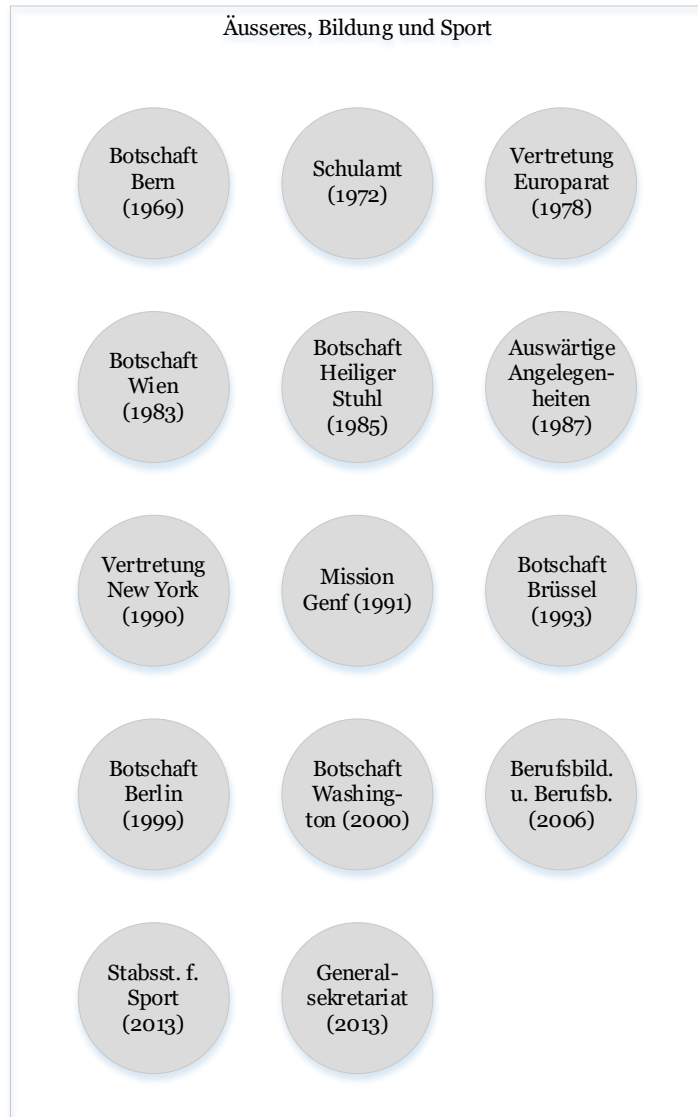 Äusseres, Bildung und Sport
Botschaft
Bern
(1969)
Schulamt
(1972)
Vertretung
Europarat
(1978)
Botschaft
Wien
(1983)
Botschaft
Heiliger
Stuhl
(1985)
Auswärtige
Angelegen-
heiten
(1987)
Vertretung
New York
(1990)
Mission
Genf (1991)
Botschaft
Brüssel
(1993)
Botschaft
Berlin
(1999)
Botschaft
Washing-
ton (2000)
Berufsbild.
u. Berufsb.
(2006)
Stabsst. f.
Sport
(2013)
General-
sekretariat
(2013)